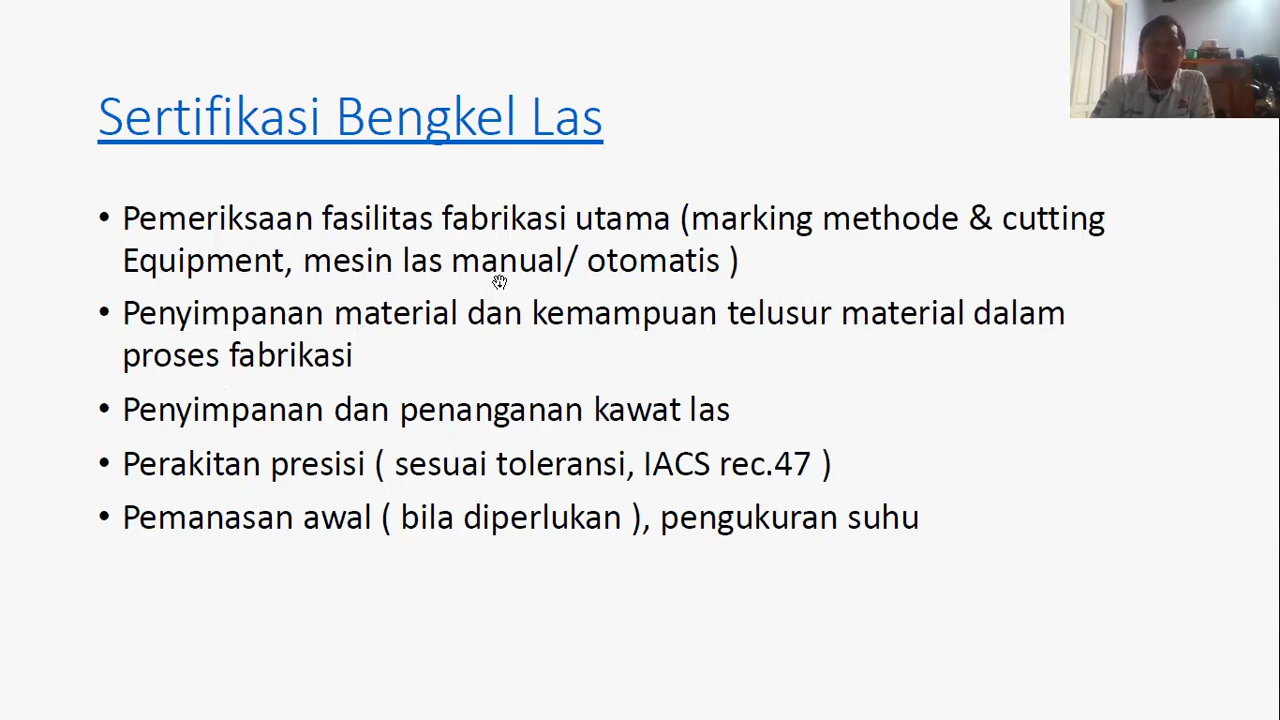 Sertifikasi Bengkel Las
• Pemeriksaan fasilitas fabrikasi utama (marking methode & cutting
Equipment, mesin las manual/ otomatis )
• Penyimpanan material dan kemampuan telusur material dalam
proses fabrikasi
• Penyimpanan dan penanganan kawat las
• Perakitan presisi ( sesuai toleransi, IACS rec.47 )
• Pemanasan awal ( bila diperlukan ), pengukuran suhu